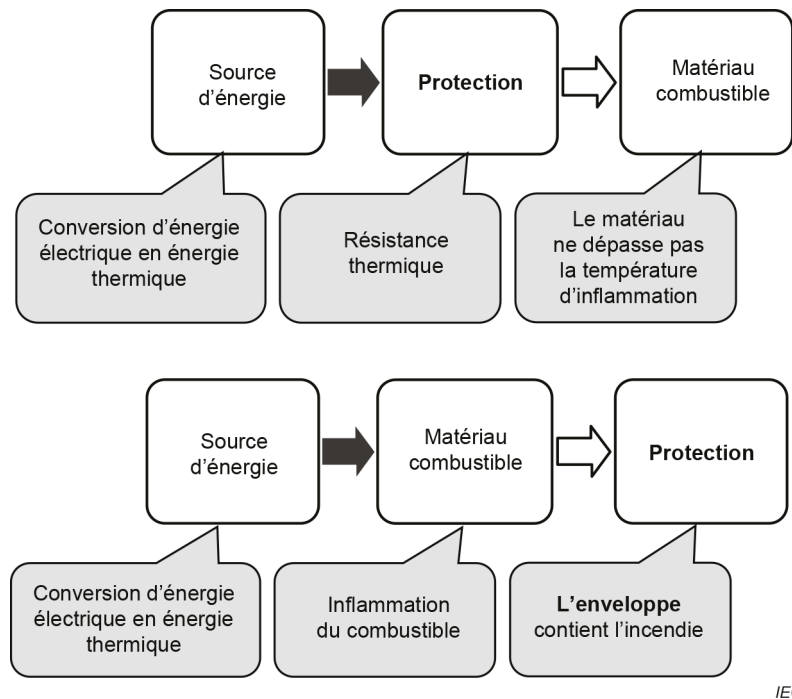 Source
d'énergie
Protection
Matériau
combustible
Conversion d'énergie
électrique en énergie
thermique
Résistance
thermique
Le matériau
ne dépasse pas
la température
d'inflammation
Source
d'énergie
Matériau
combustible
Protection
Conversion d'énergie
électrique en énergie
thermique
Inflammation
du combustible
L'enveloppe
contient l'incendie